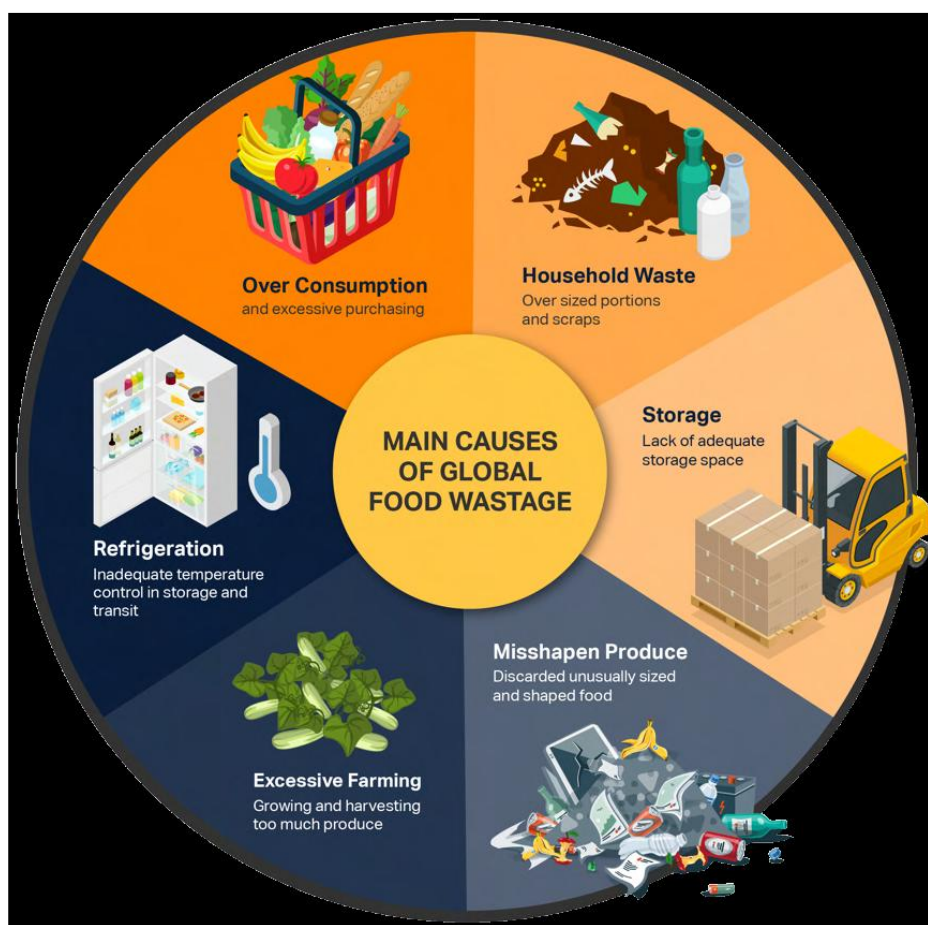 MAIN CAUSES
OF GLOBAL
FOOD WASTAGE
Over Consumption
and excessive purchasing
Household Waste
Over sized portions
and scraps
Storage
Lack of adequate
storage space
Misshapen Produce
Discarded unusually sized
and shaped food
Excessive Farming
Growing and harvesting
too much produce
Refrigeration
Inadequate temperature
control in storage and
transit